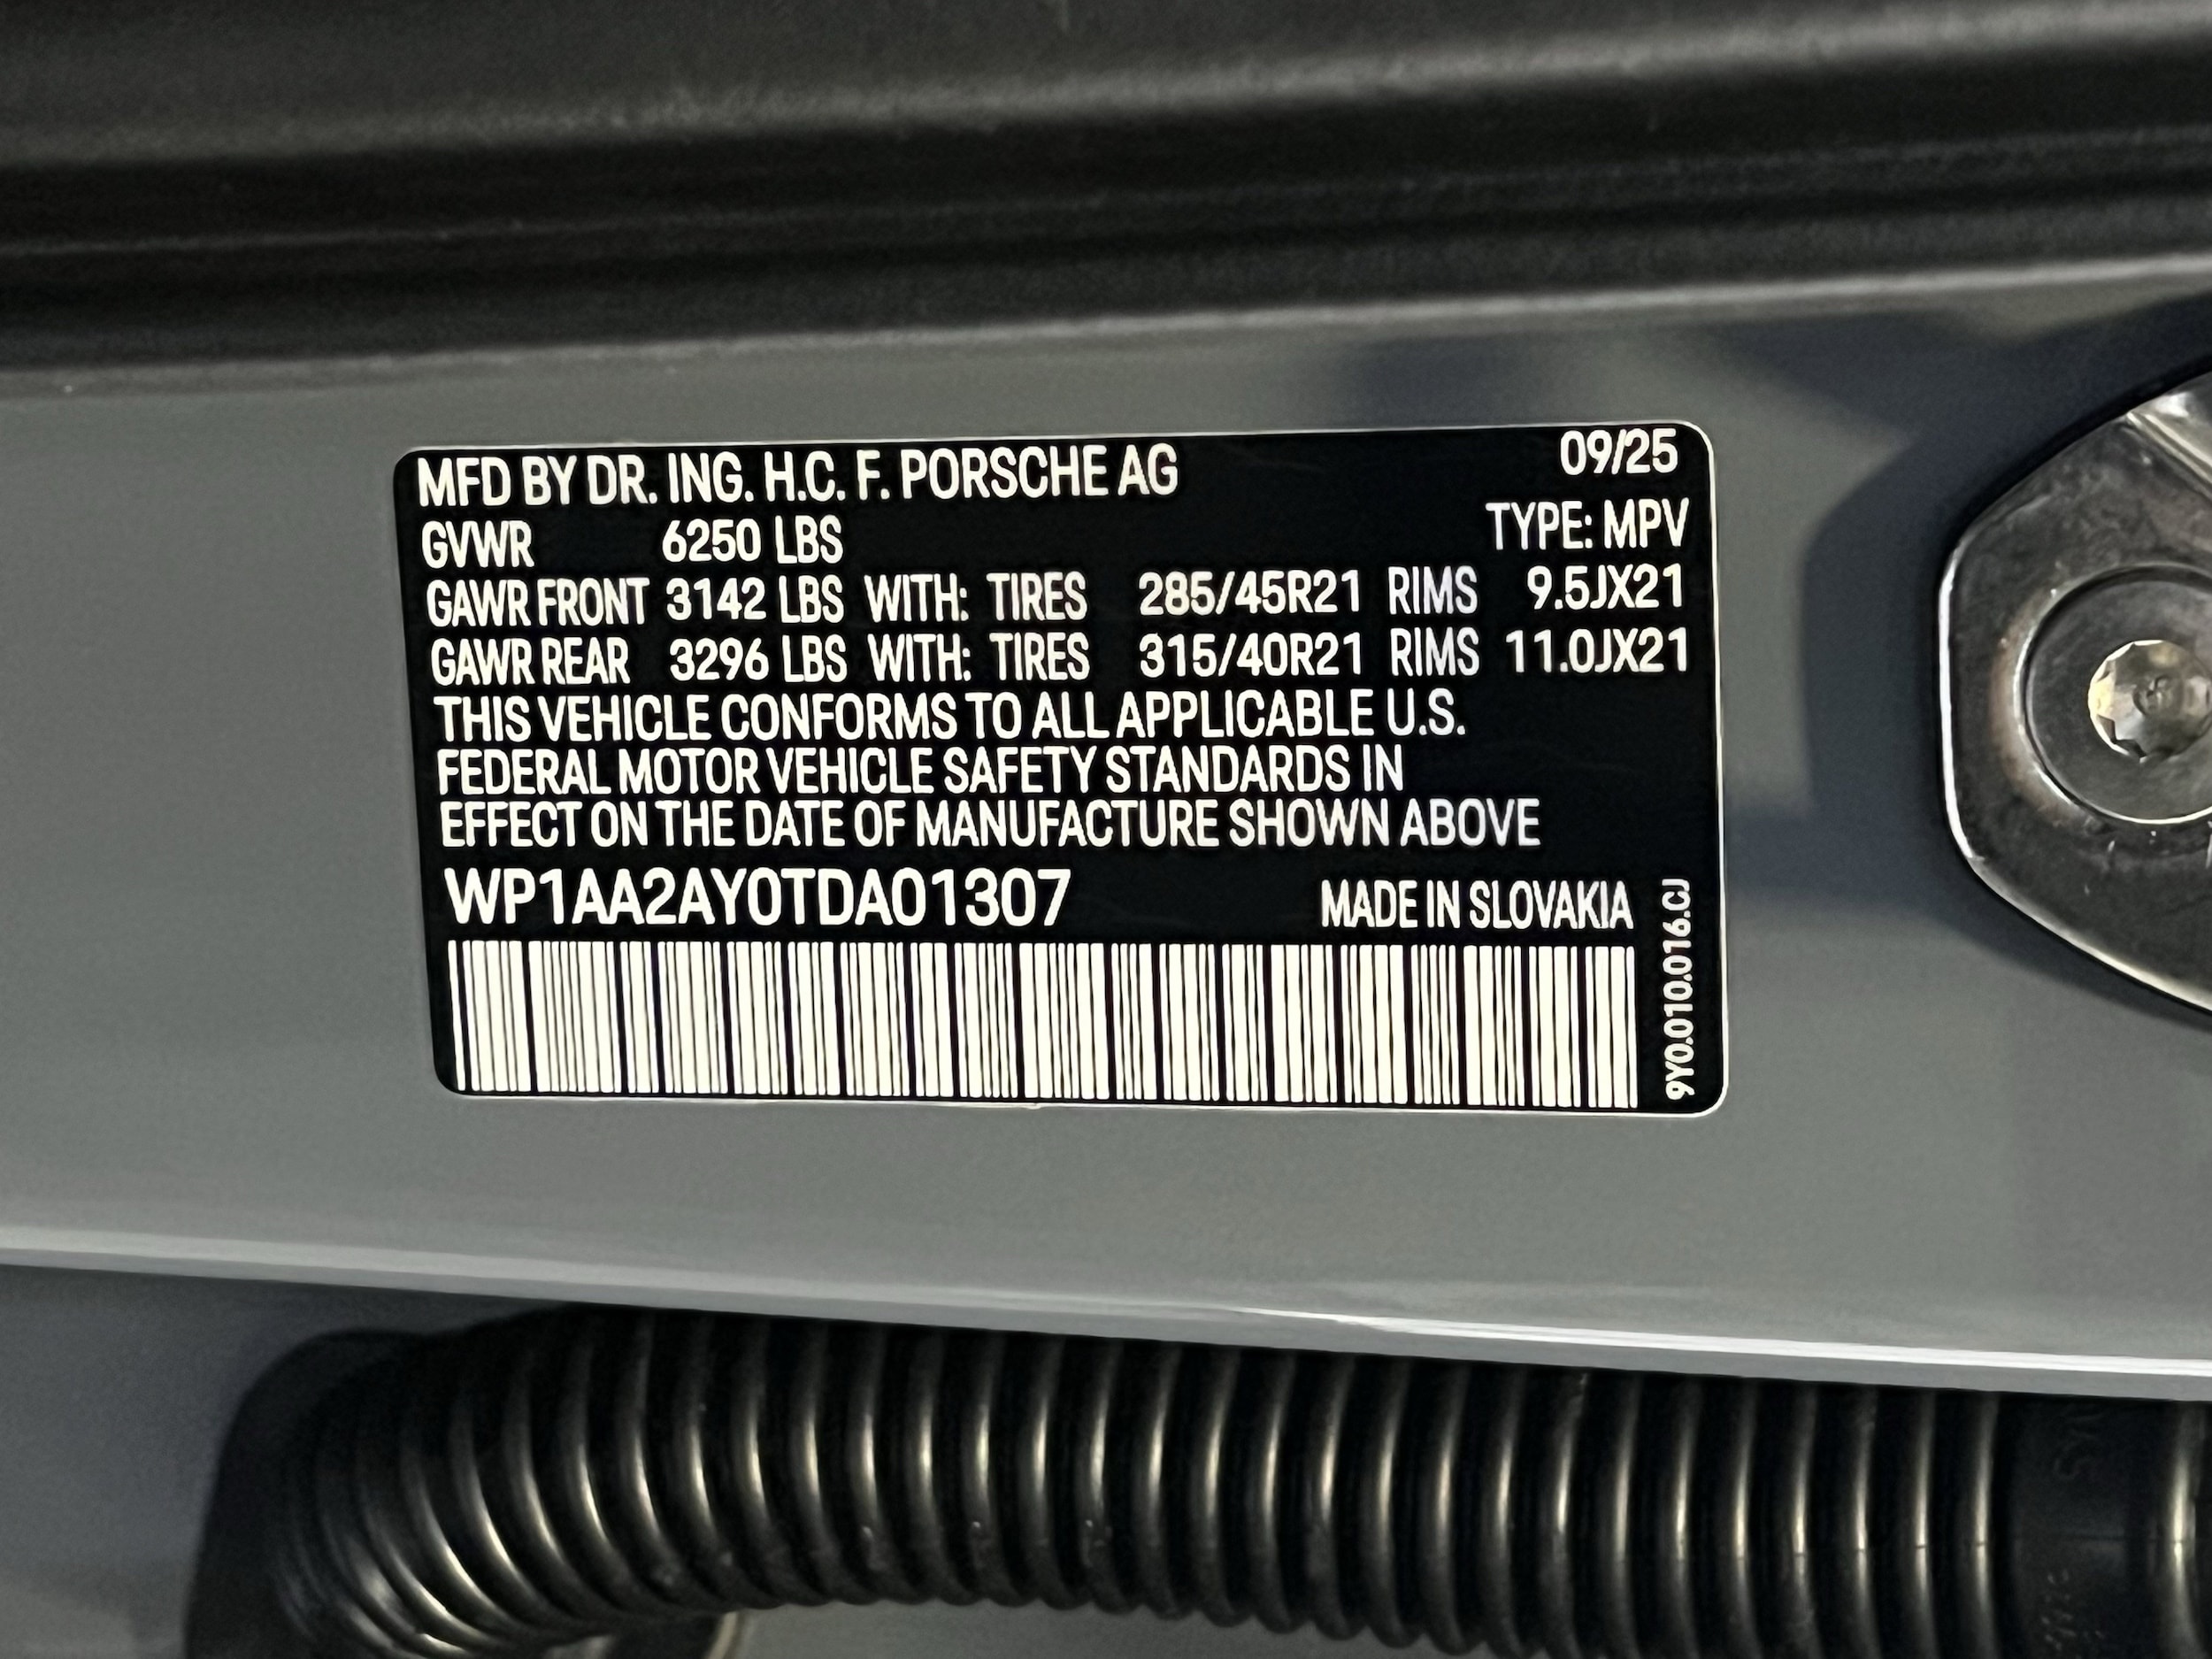 MFD BY DR. ING. H.C. F. PORSCHE AG 09/25
GVWR 6250 LBS TYPE: MPV
GAWR FRONT 3142 LBS WITH: TIRES 285/45R21 RIMS 9.5JX21
GAWR REAR 3296 LBS WITH: TIRES 315/40R21 RIMS 11.0JX21
THIS VEHICLE CONFORMS TO ALL APPLICABLE U.S.
FEDERAL MOTOR VEHICLE SAFETY STANDARDS IN
EFFECT ON THE DATE OF MANUFACTURE SHOWN ABOVE
WP1AA2AY0TDA01307 MADE IN SLOVAKIA
9Y0.010.016.CJ